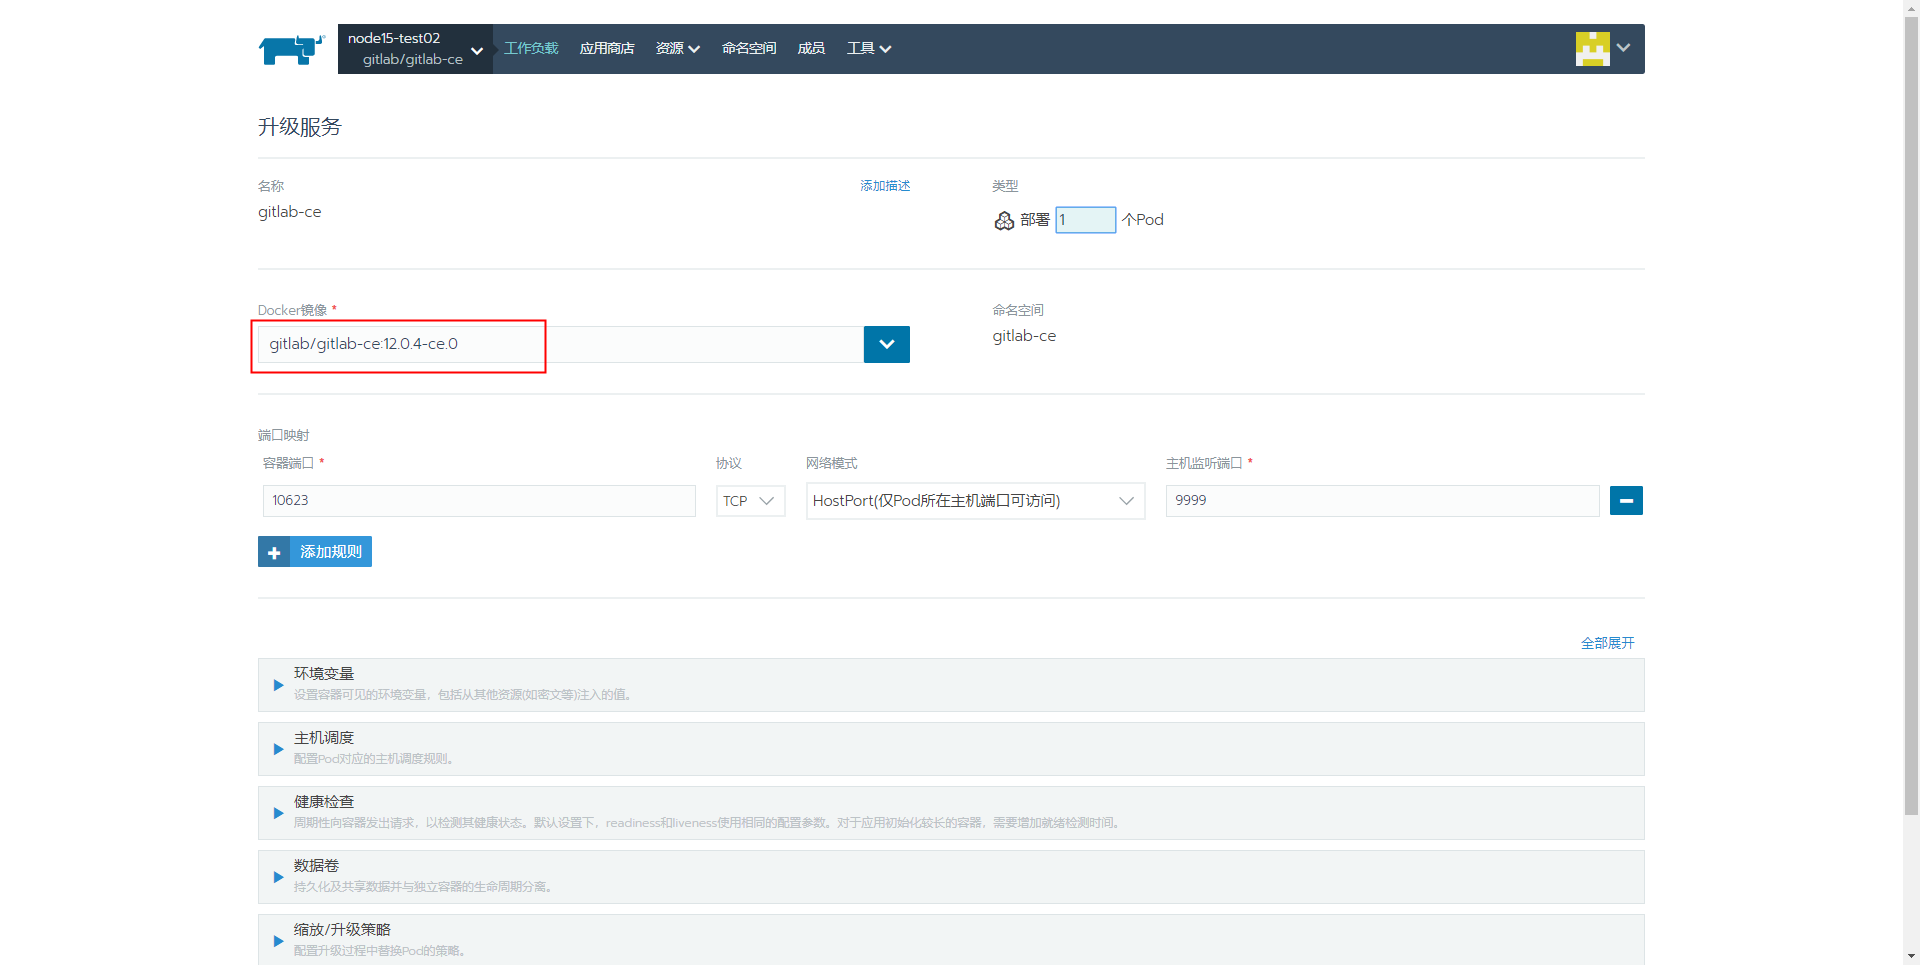 node15-test02
gitlab/gitlab-ce
工作负载 应用商店 资源 命名空间 成员 工具
升级服务
名称 添加描述 类型
gitlab-ce
部署 1 个Pod
Docker镜像 * 命名空间
gitlab/gitlab-ce:12.0.4-ce.0
gitlab-ce
端口映射
容器端口 * 协议 网络模式 主机监听端口 *
10623 TCP HostPort(仅Pod所在主机端口可访问) 9999
添加规则
全部展开
环境变量
设置容器可见的环境变量，包括从其他资源(如密文等)注入的值。
主机调度
配置Pod对应的主机调度规则。
健康检查
周期性向容器发出请求，以检测其健康状态。默认设置下，readiness和liveness使用相同的配置参数。对于应用初始化较长的容器，需要增加就绪检测时间。
数据卷
持久化及共享数据并与独立容器的生命周期分离。
缩放/升级策略
配置升级过程中替换Pod的策略。